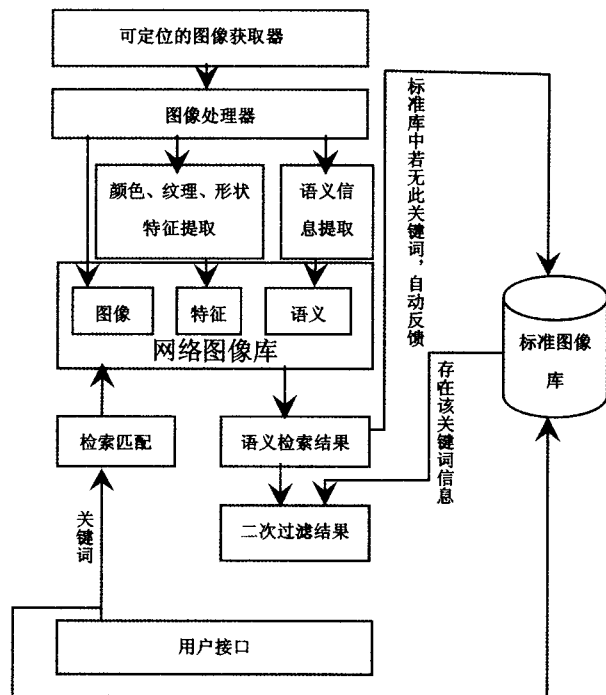 可定位的图像获取器
图像处理器
颜色、纹理、形状
特征提取
语义信
息提取
图像
特征
语义
网络图像库
标准库中若无此关键词，自动反馈
标准图像
库
检索匹配
语义检索结果
存在该关键词信息
二次过滤结果
关键词
用户接口